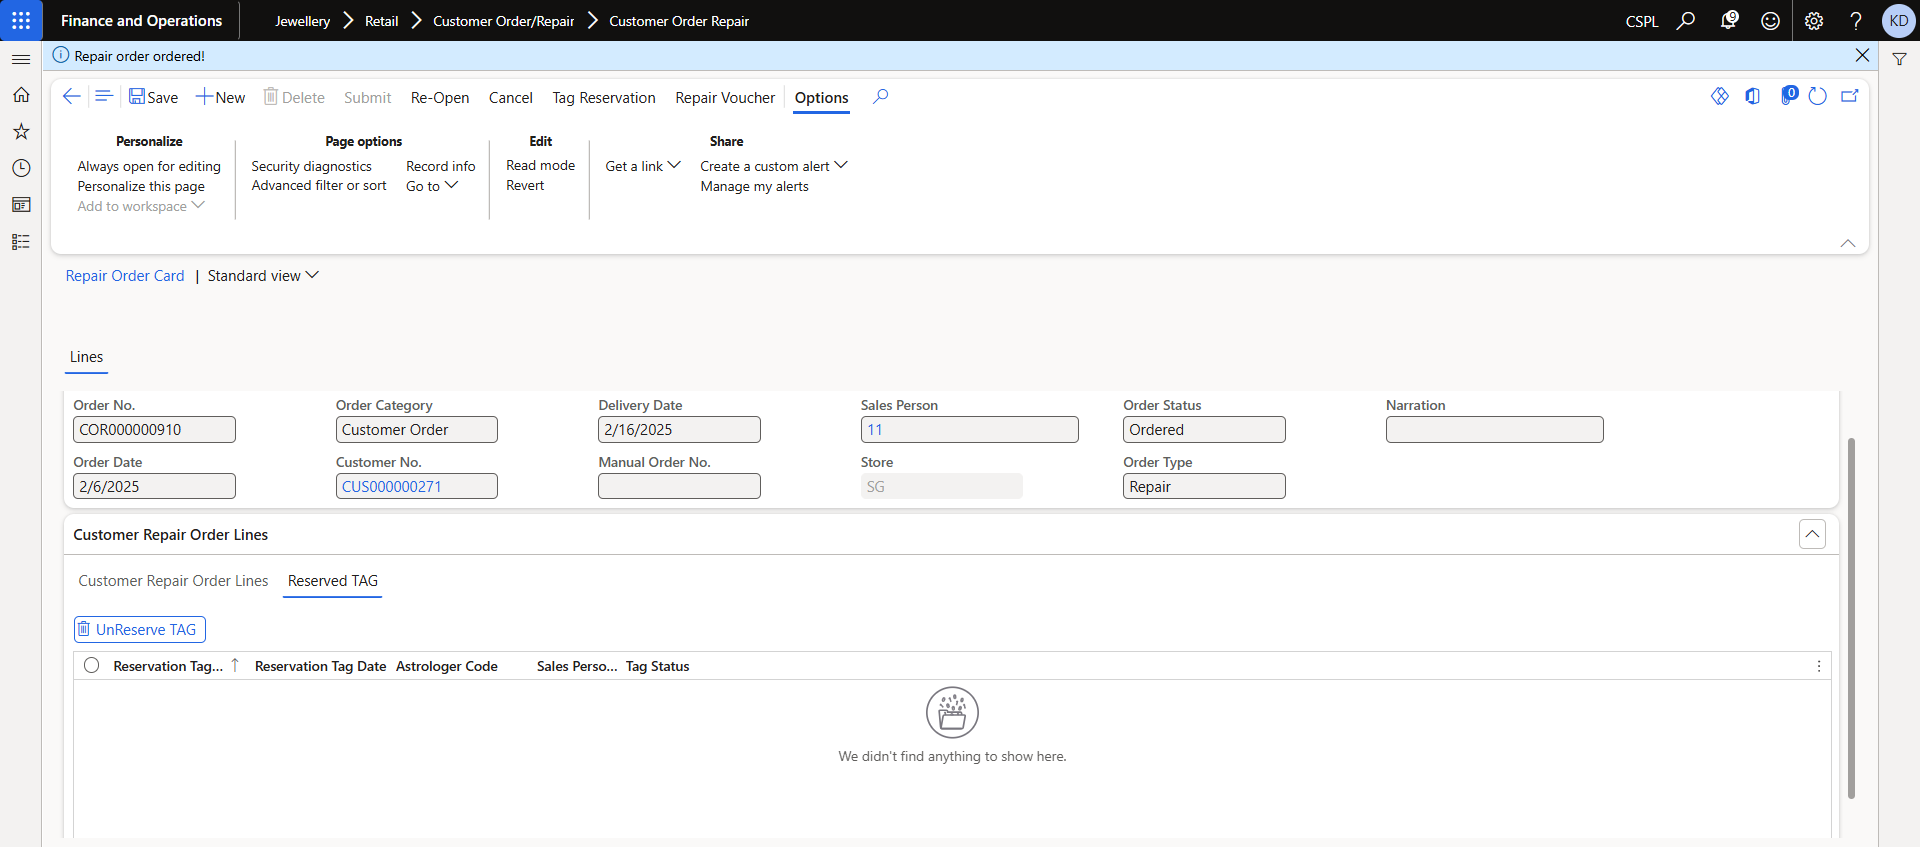 Finance and Operations
Jewellery
Retail
Customer Order/Repair
Customer Order Repair
CSPL
9
?
KD
Repair order ordered!
Save
New
Delete
Submit
Re-Open
Cancel
Tag Reservation
Repair Voucher
Options
0
Personalize
Always open for editing
Personalize this page
Add to workspace
Page options
Security diagnostics
Advanced filter or sort
Record info
Go to
Edit
Read mode
Revert
Get a link
Share
Create a custom alert
Manage my alerts
Repair Order Card | Standard view
Lines
Order No.
COR000000910
Order Category
Customer Order
Delivery Date
2/16/2025
Sales Person
11
Order Status
Ordered
Narration
Order Date
2/6/2025
Customer No.
CUS000000271
Manual Order No.
Store
SG
Order Type
Repair
Customer Repair Order Lines
Customer Repair Order Lines
Reserved TAG
UnReserve TAG
Reservation Tag...
Reservation Tag Date
Astrologer Code
Sales Perso...
Tag Status
We didn't find anything to show here.